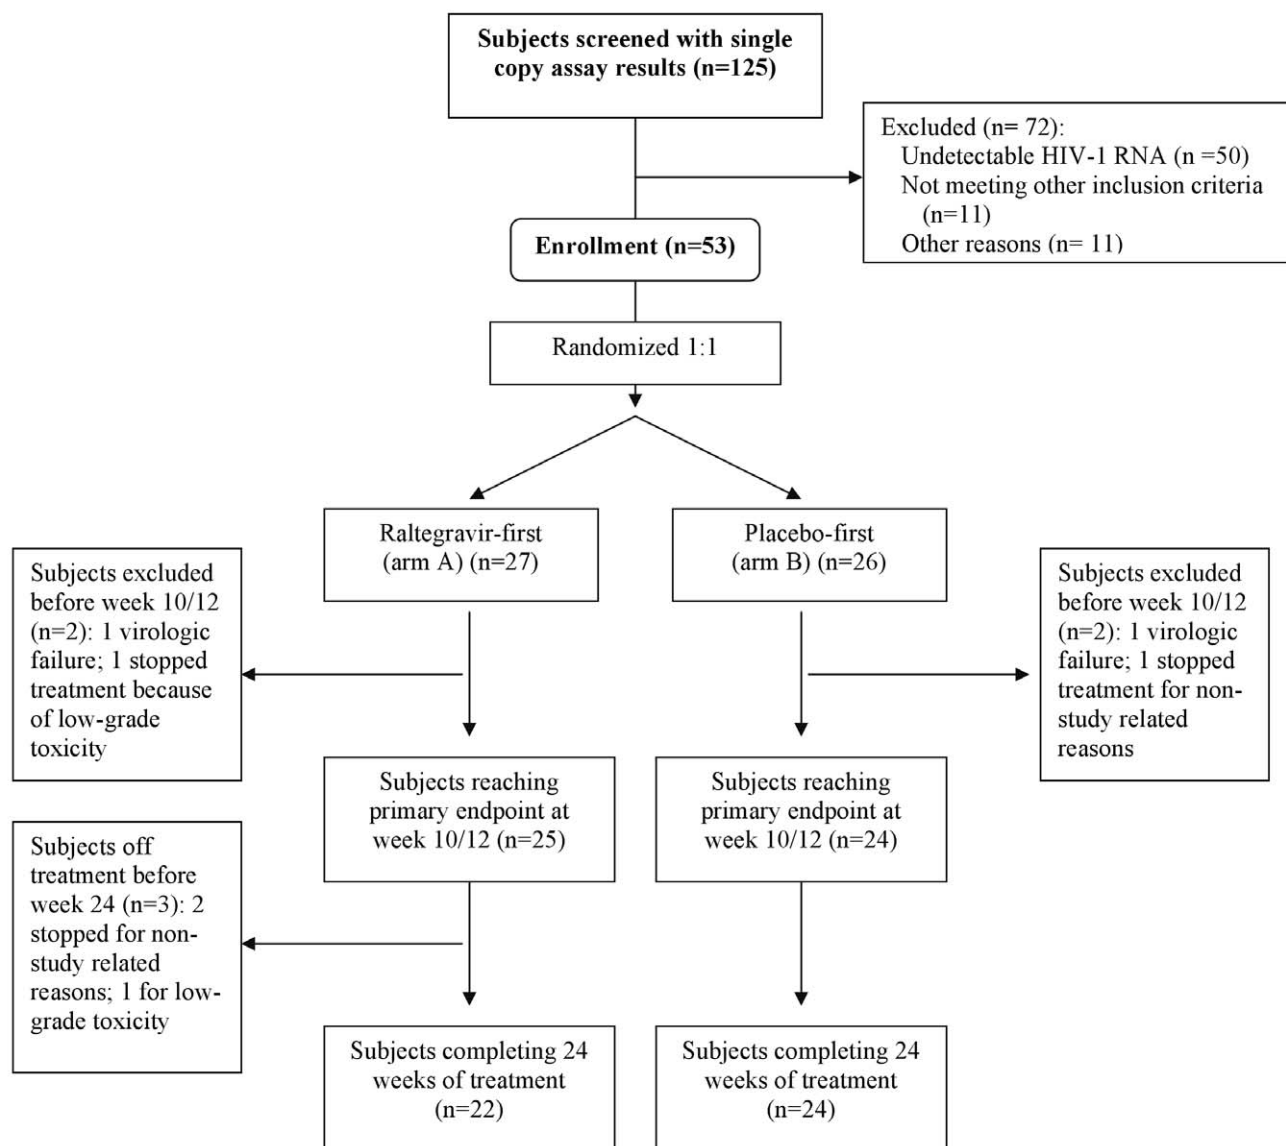 Subjects screened with single
copy assay results (n=125)
Excluded (n= 72):
Undetectable HIV-1 RNA (n =50)
Not meeting other inclusion criteria
(n=11)
Other reasons (n= 11)
Enrollment (n=53)
Randomized 1:1
Raltegravir-first
(arm A) (n=27)
Placebo-first
(arm B) (n=26)
Subjects excluded
before week 10/12
(n=2): 1 virologic
failure; 1 stopped
treatment because
of low-grade
toxicity
Subjects excluded
before week 10/12
(n=2): 1 virologic
failure; 1 stopped
treatment for non-
study related
reasons
Subjects reaching
primary endpoint at
week 10/12 (n=25)
Subjects reaching
primary endpoint at
week 10/12 (n=24)
Subjects off
treatment before
week 24 (n=3): 2
stopped for non-
study related
reasons; 1 for low-
grade toxicity
Subjects completing 24
weeks of treatment
(n=22)
Subjects completing 24
weeks of treatment
(n=24)